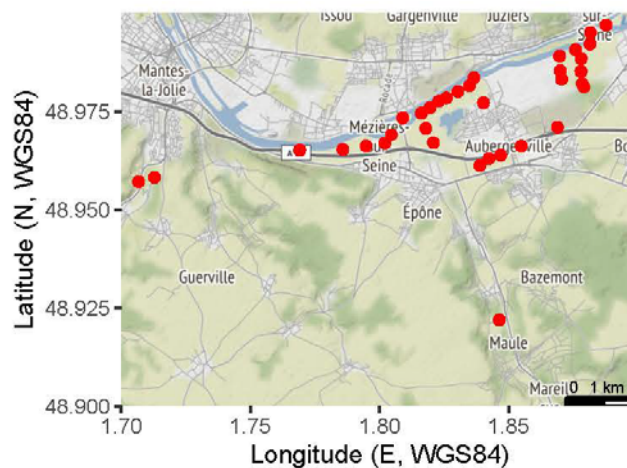 Issou
Gargenville
Juziers
sur-
Seine
Mantes-
la-Jolie
48.975
Mézières-
sur-
Seine
A
Aubergenville
48.950
Épône
Guerville
Bazemont
48.925
Maule
Mareil
0 1 km
48.900
1.70 1.75 1.80 1.85
Longitude (E, WGS84)
Latitude (N, WGS84)